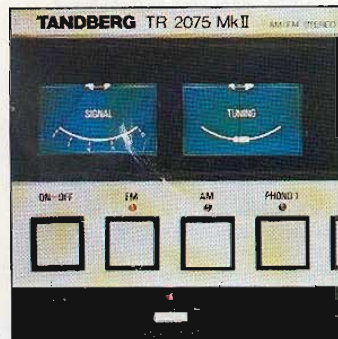 TANDBERG TR 2075 MkII AM/FM STEREO
SIGNAL TUNING
ON-OFF FM AM PHONO 1